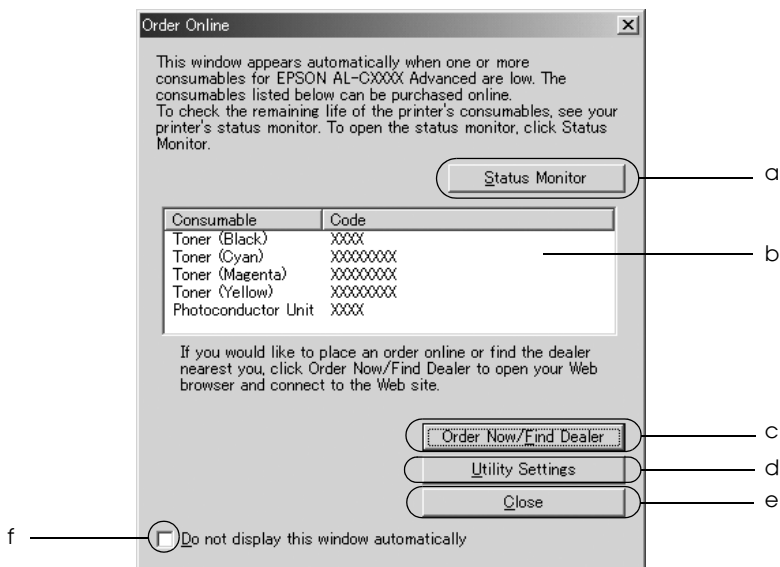 Order Online
This window appears automatically when one or more
consumables for EPSON AL-CXXXX Advanced are low. The
consumables listed below can be purchased online.
To check the remaining life of the printer's consumables, see your
printer's status monitor. To open the status monitor, click Status
Monitor.
Status Monitor
a
Consumable Code
Toner (Black) XXXX
Toner (Cyan) XXXXXXXX
Toner (Magenta) XXXXXXXX
Toner (Yellow) XXXXXXXX
Photoconductor Unit XXXX
b
If you would like to place an order online or find the dealer
nearest you, click Order Now/Find Dealer to open your Web
browser and connect to the Web site.
Order Now/Find Dealer
c
Utility Settings
d
Close
e
f
Do not display this window automatically